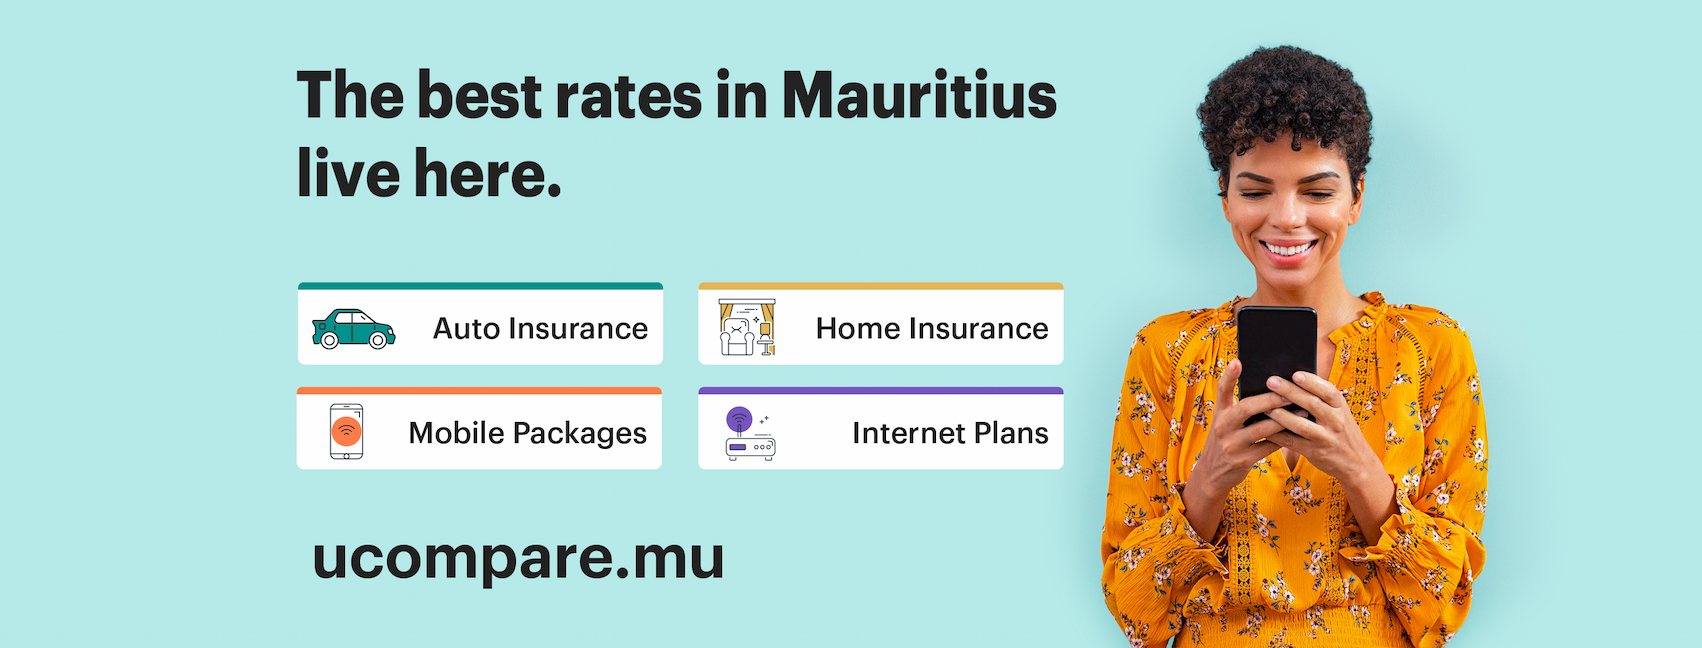 The best rates in Mauritius
live here.
Auto Insurance
Home Insurance
Mobile Packages
Internet Plans
ucompare.mu